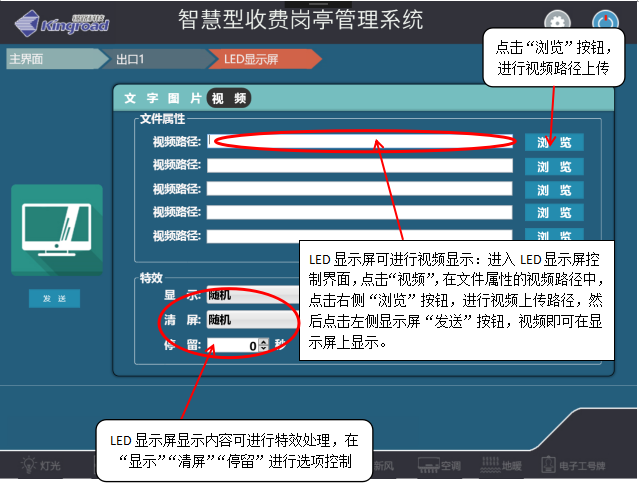 Kingroad
智慧型收费岗亭管理系统
主界面
出口1
LED显示屏
点击“浏览”按钮，
进行视频路径上传
文 字 图 片 视 频
文件属性
视频路径: 浏 览
视频路径: 浏 览
视频路径: 浏 览
视频路径: 浏 览
视频路径: 浏 览
发 送
LED 显示屏可进行视频显示：进入 LED 显示屏控
制界面，点击“视频”，在文件属性的视频路径中，
点击右侧“浏览”按钮，进行视频上传路径，然
后点击左侧显示屏“发送”按钮，视频即可在显
示屏上显示。
特效
显 示: 随机
清 屏: 随机
停 留: 0 秒
LED 显示屏显示内容可进行特效处理，在
“显示”“清屏”“停留”进行选项控制
灯光
新风
空调
地暖
电子工号牌